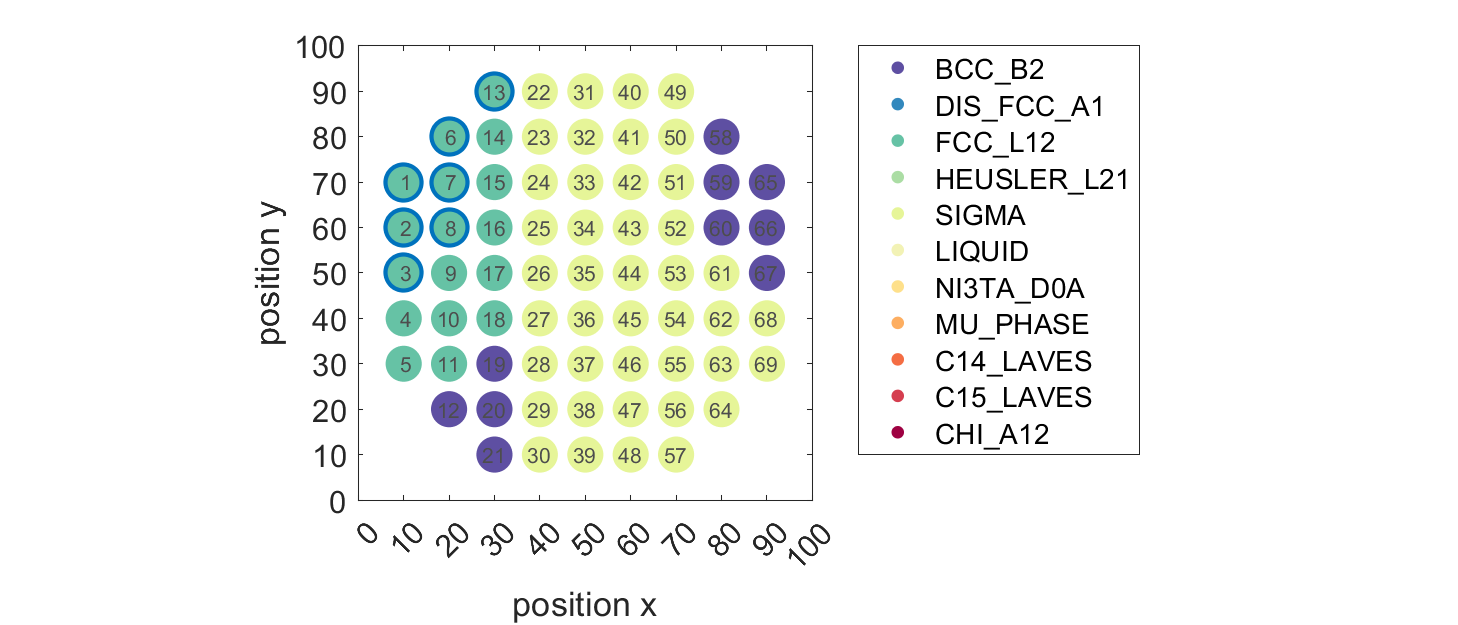 100
90
80
70
60
50
40
30
20
10
0
position y
13 22 31 40 49
6 14 23 32 41 50 58
1 7 15 24 33 42 51 59 65
2 8 16 25 34 43 52 60 66
3 9 17 26 35 44 53 61 67
4 10 18 27 36 45 54 62 68
5 11 19 28 37 46 55 63 69
12 20 29 38 47 56 64
21 30 39 48 57
0 10 20 30 40 50 60 70 80 90 100
position x
BCC_B2
DIS_FCC_A1
FCC_L12
HEUSLER_L21
SIGMA
LIQUID
NI3TA_D0A
MU_PHASE
C14_LAVES
C15_LAVES
CHI_A12